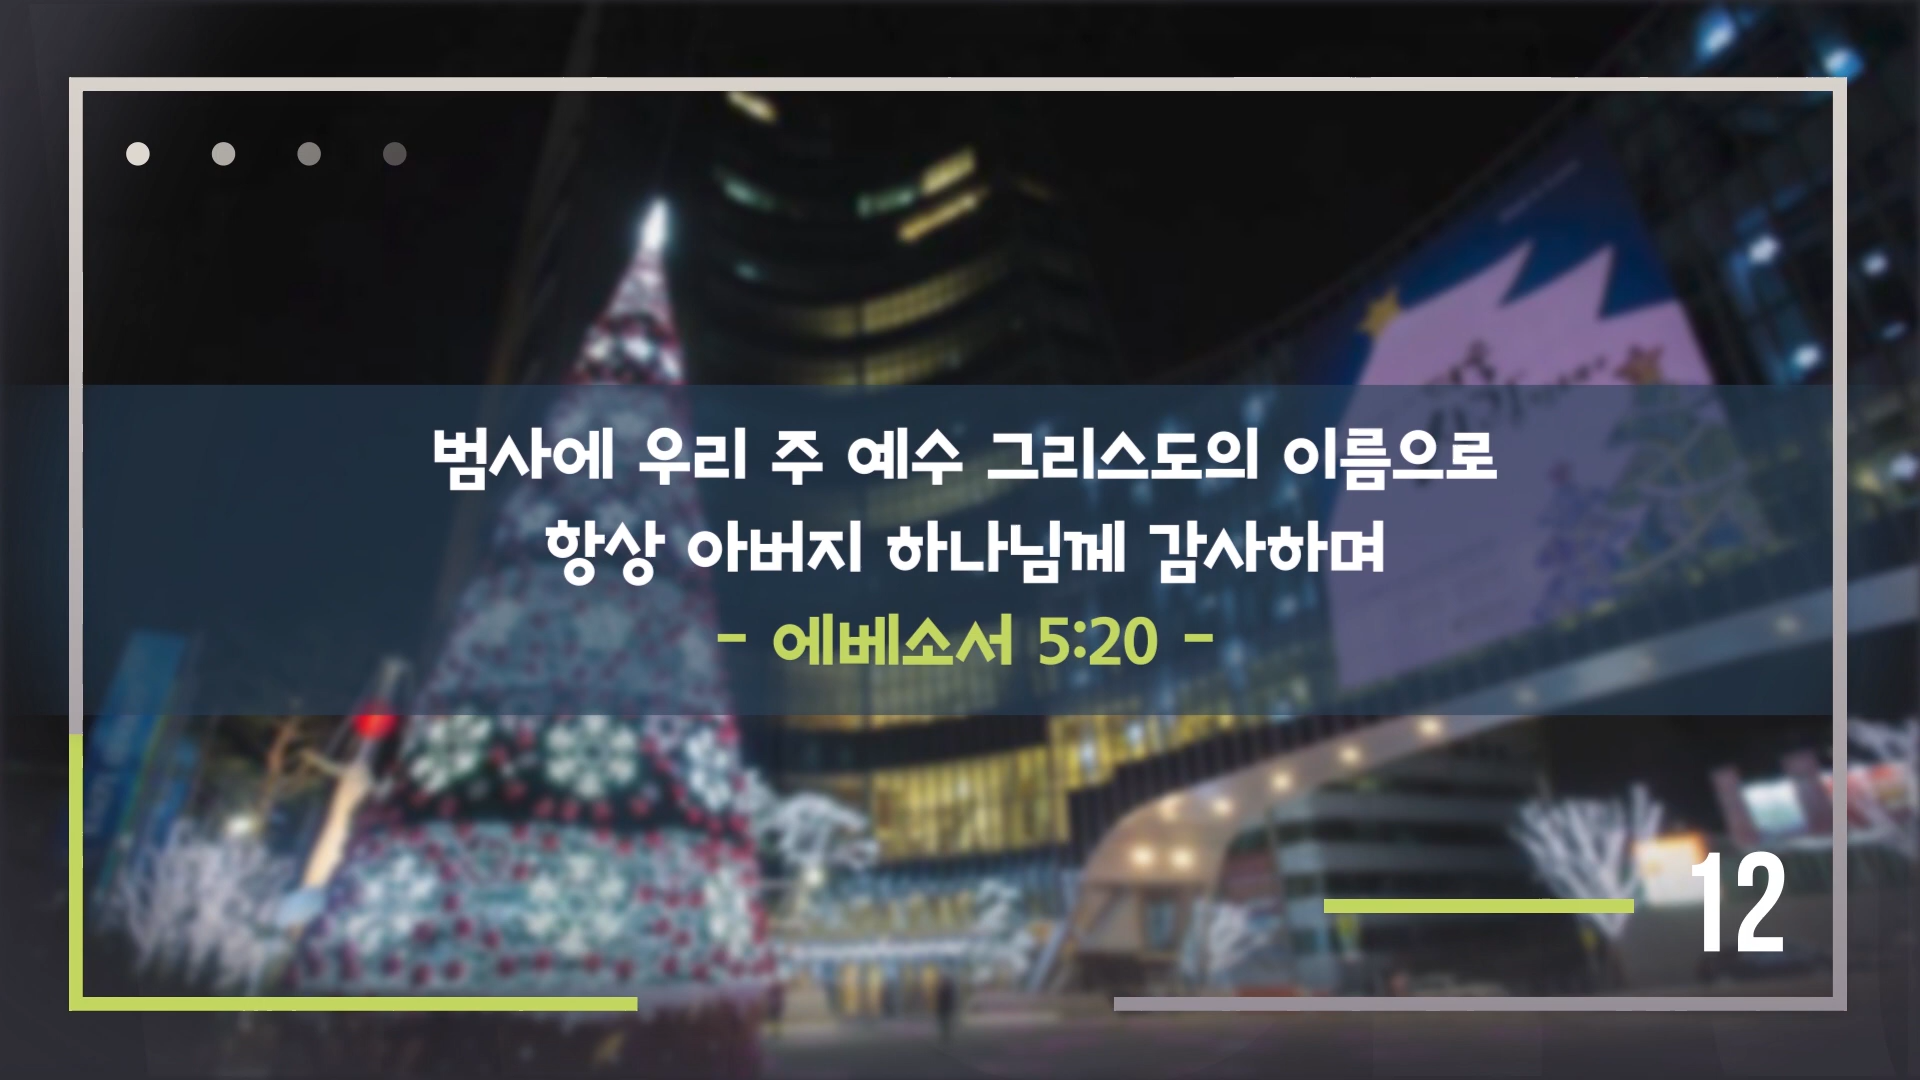 범사에 우리 주 예수 그리스도의 이름으로
항상 아버지 하나님께 감사하며
- 에베소서 5:20 -
12